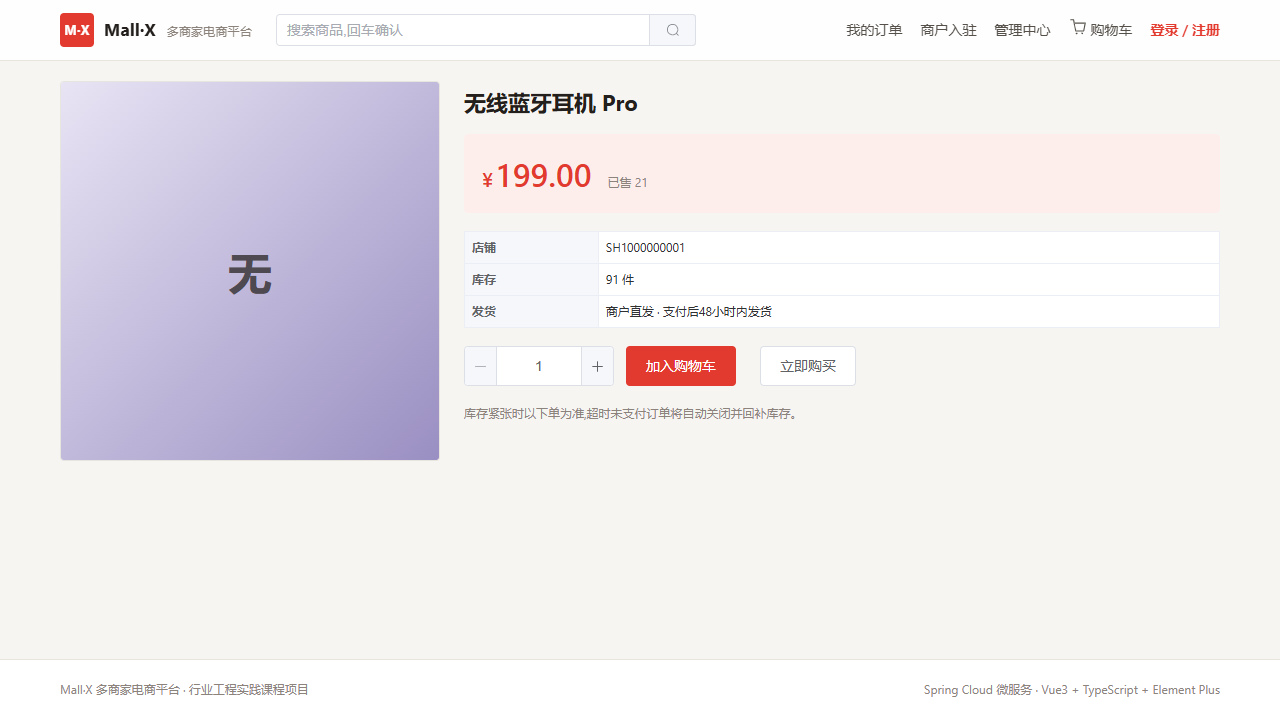 M·X Mall·X 多商家电商平台 搜索商品,回车确认 我的订单 商户入驻 管理中心 购物车 登录 / 注册
无
无线蓝牙耳机 Pro
¥199.00 已售 21
店铺 SH1000000001
库存 91 件
发货 商户直发 · 支付后48小时内发货
1 加入购物车 立即购买
库存紧张时以下单为准,超时未支付订单将自动关闭并回补库存。
Mall·X 多商家电商平台 · 行业工程实践课程项目 Spring Cloud 微服务 · Vue3 + TypeScript + Element Plus